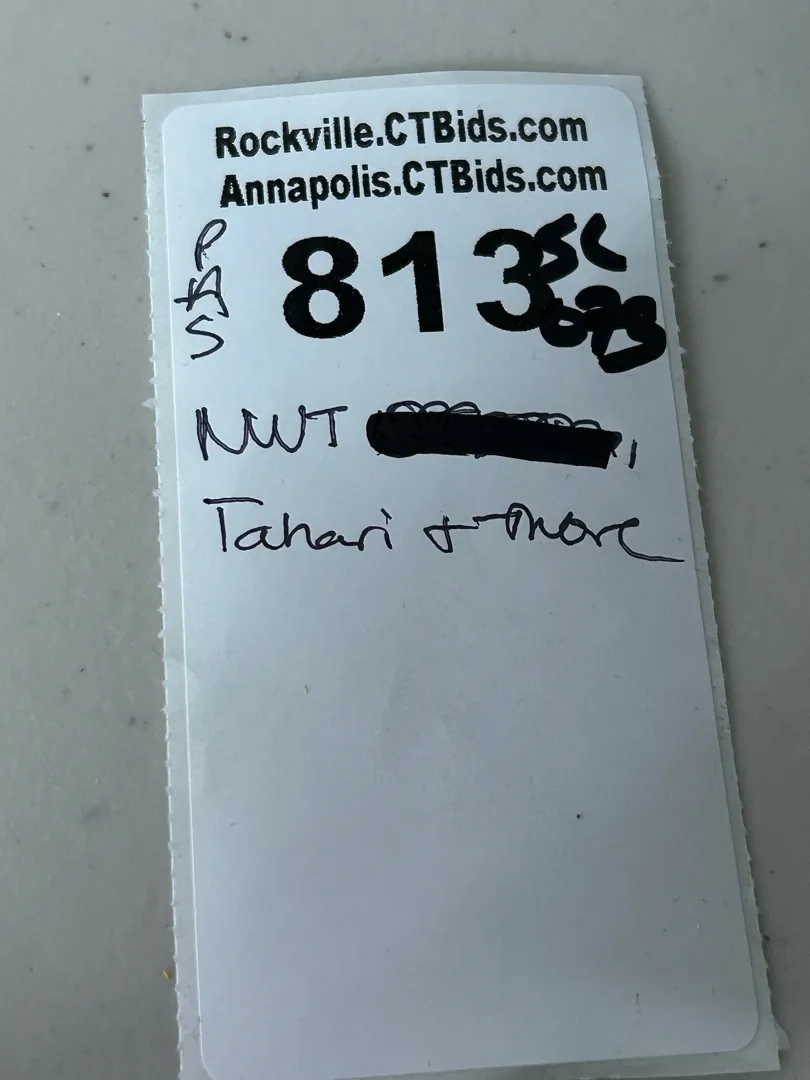 Rockville.CTBids.com
Annapolis.CTBids.com
813
NWT
Tahari + more